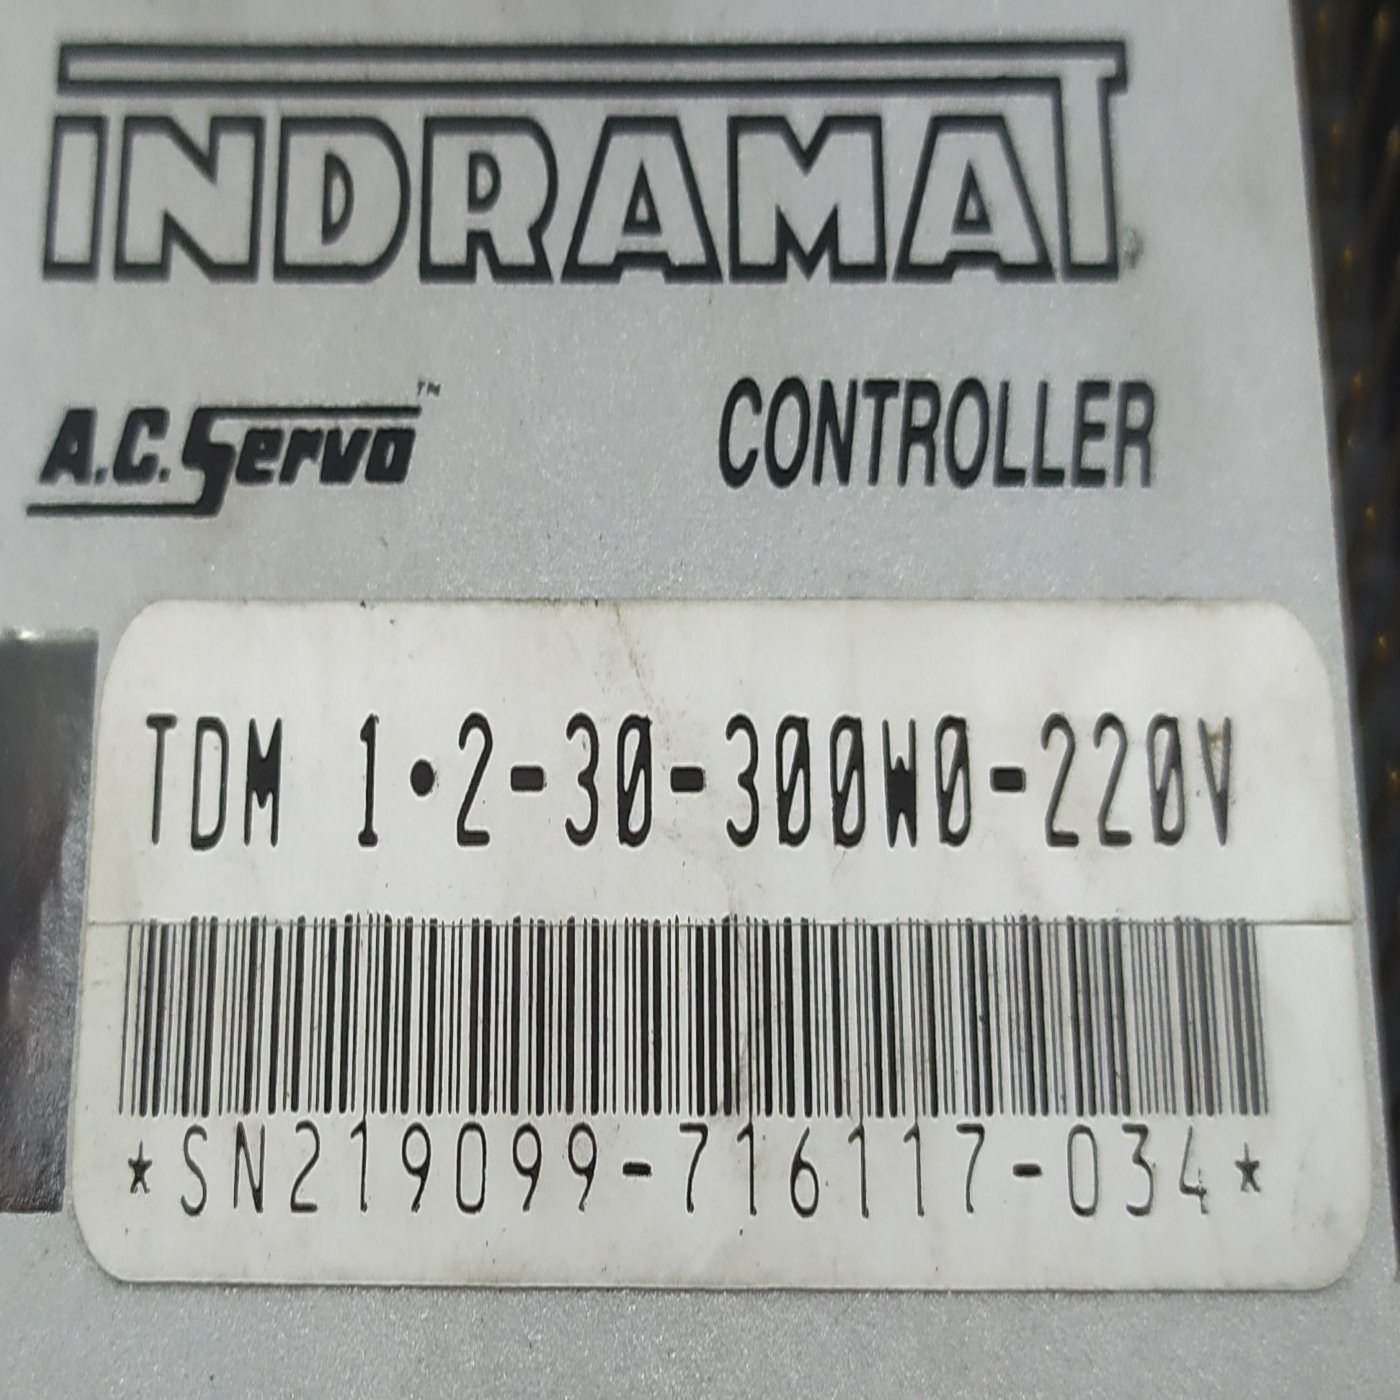 INDRAMAT
A.C. Servo™ CONTROLLER
TDM 1•2-30-300W0-220V
*SN219099-716117-034*